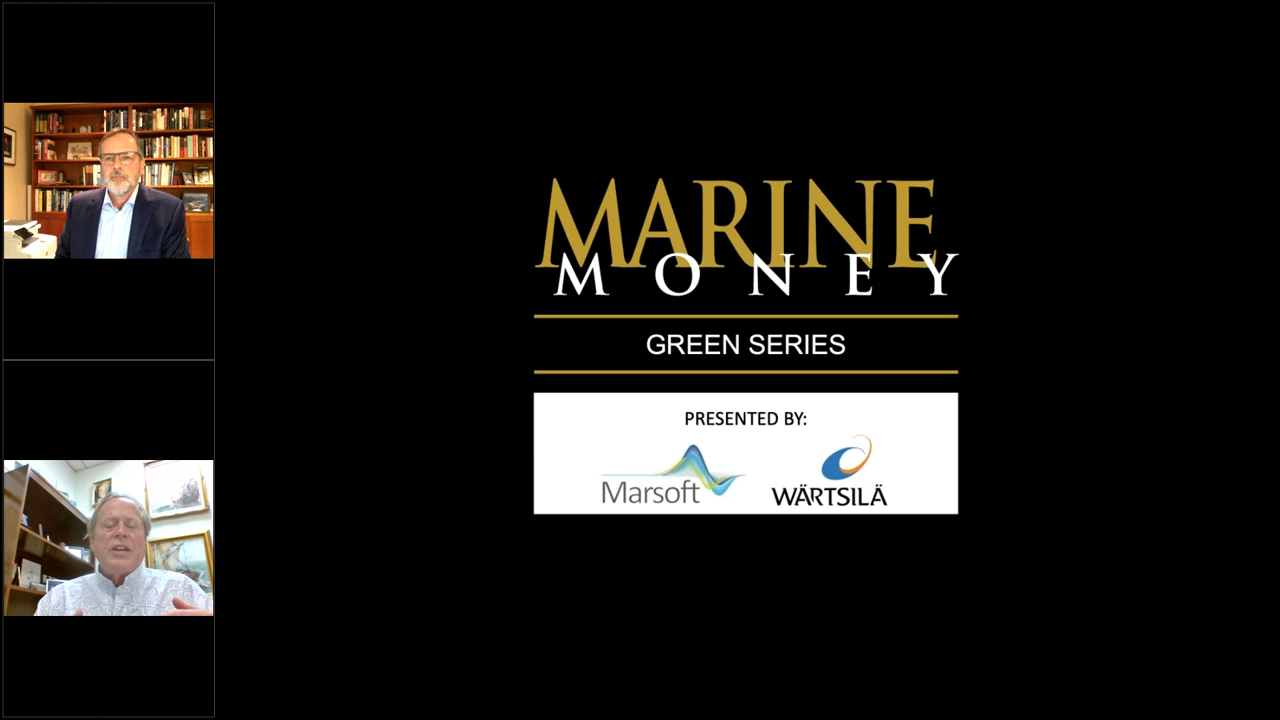 MARINE
MONEY
GREEN SERIES
PRESENTED BY:
Marsoft
WÄRTSILÄ